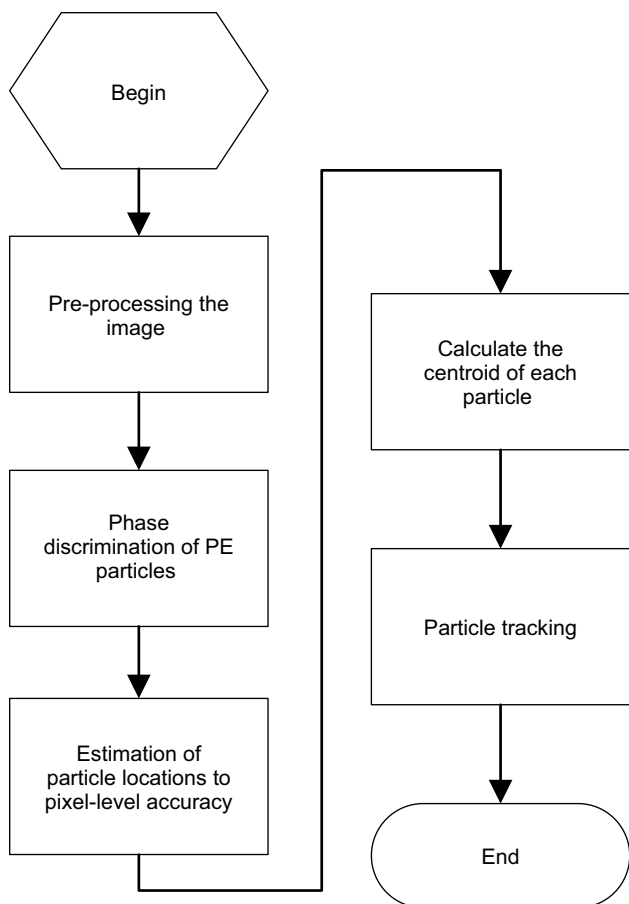 Begin
Pre-processing the
image
Phase
discrimination of PE
particles
Estimation of
particle locations to
pixel-level accuracy
Calculate the
centroid of each
particle
Particle tracking
End